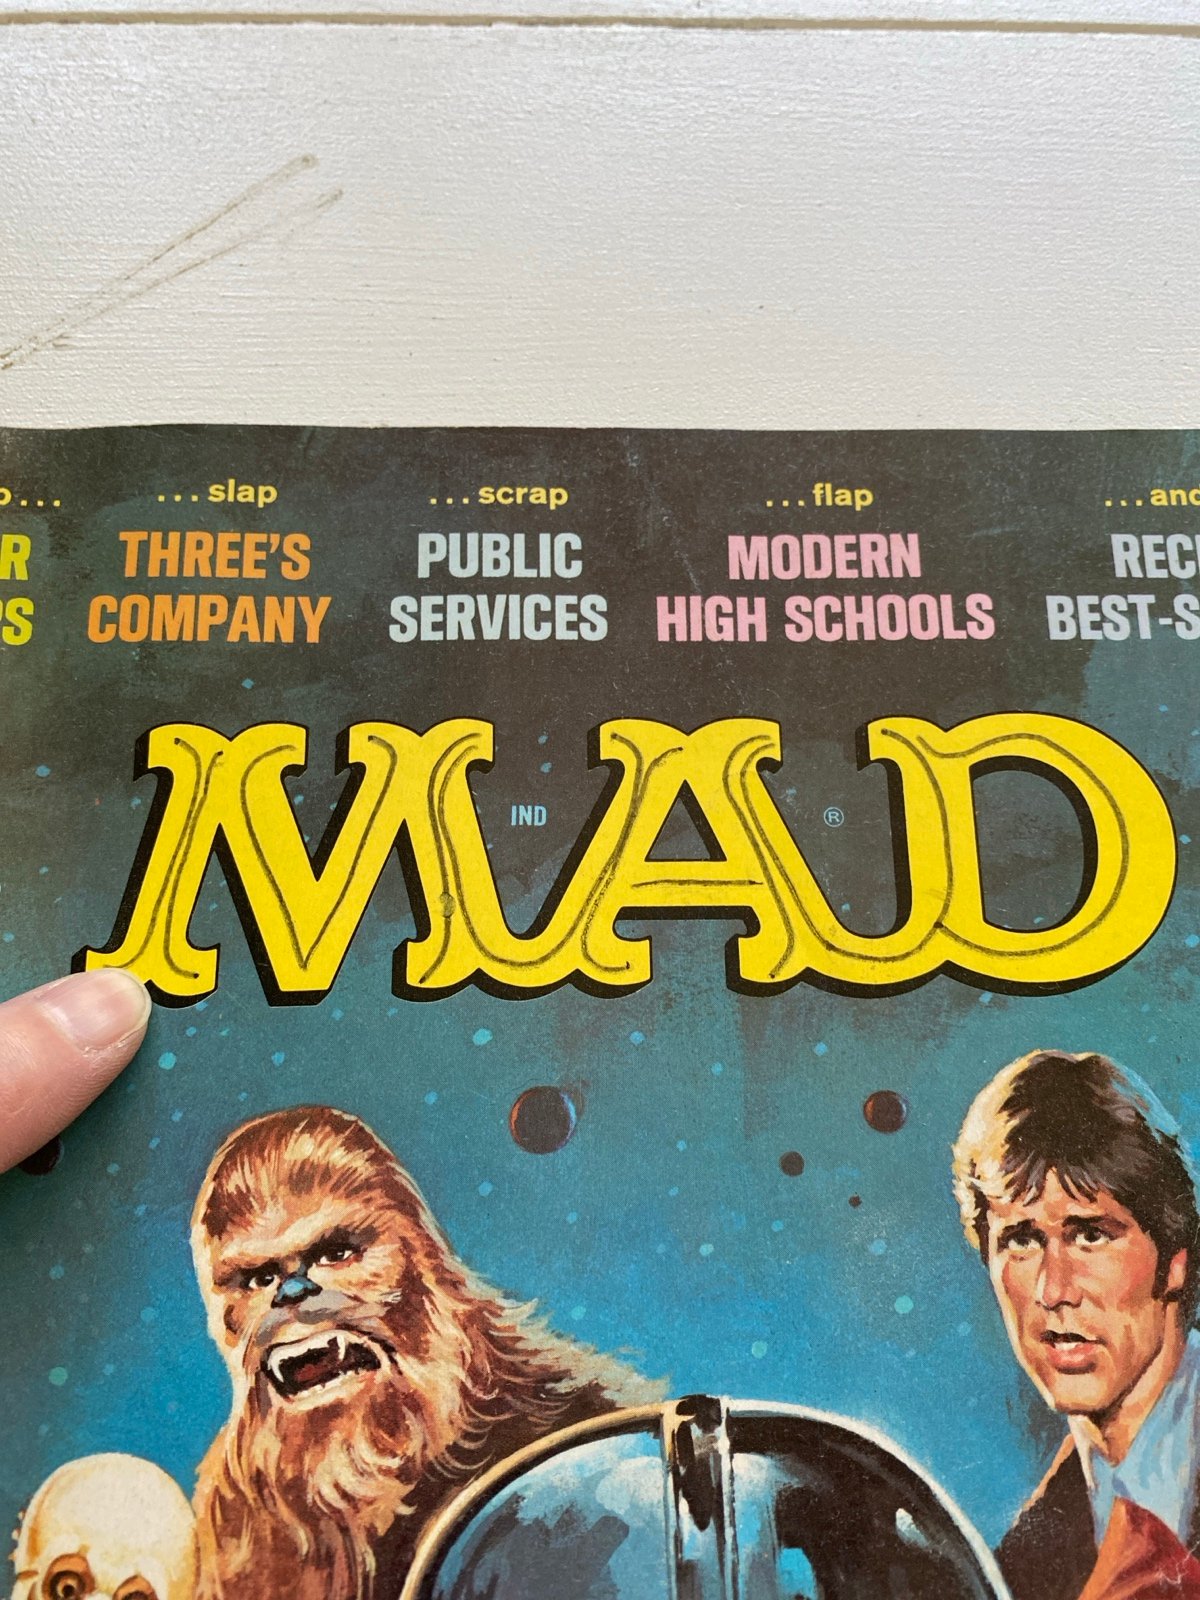 ...slap
THREE'S
COMPANY
...scrap
PUBLIC
SERVICES
...flap
MODERN
HIGH SCHOOLS
MAD
IND
®